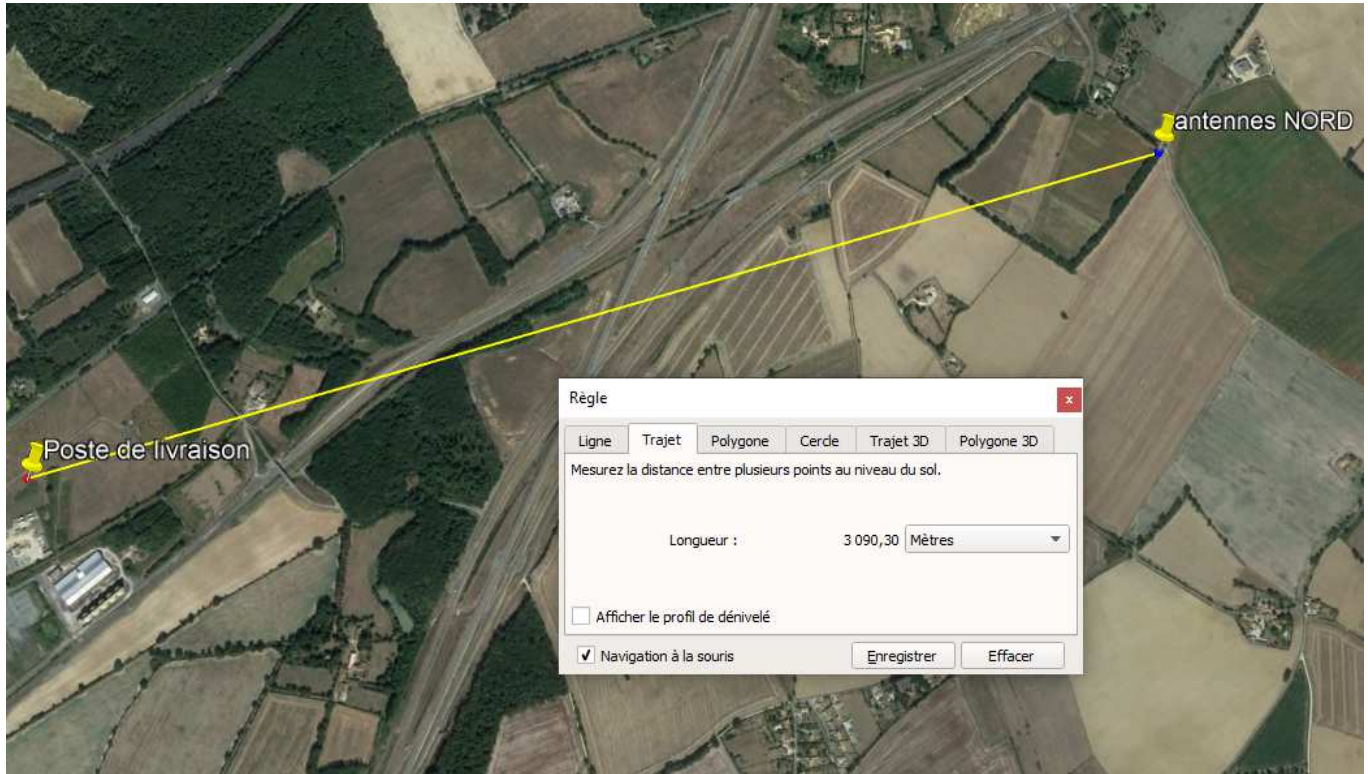 antennes NORD
Règle
x
Ligne Trajet Polygone Cercle Trajet 3D Polygone 3D
Poste de livraison
Mesurez la distance entre plusieurs points au niveau du sol.
Longueur : 3 090,30 Mètres
Afficher le profil de dénivelé
Navigation à la souris Enregistrer Effacer